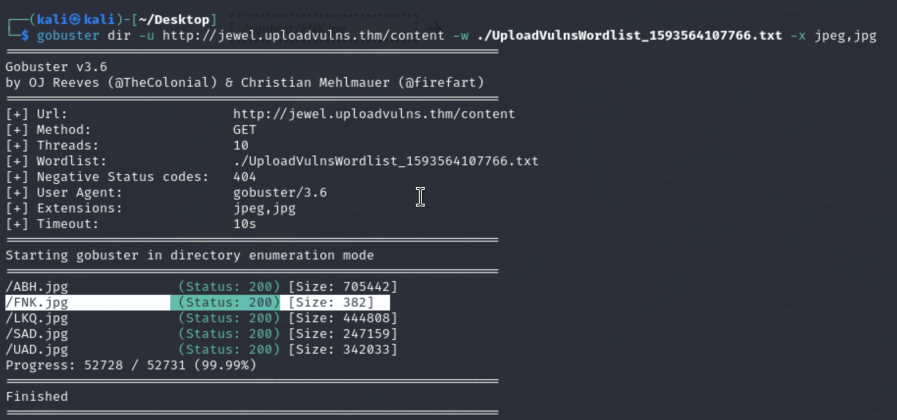 ┌──(kali㉿kali)-[~/Desktop]
└─$ gobuster dir -u http://jewel.uploadvulns.thm/content -w ./UploadVulnsWordlist_1593564107766.txt -x jpeg,jpg
===============================================================
Gobuster v3.6
by OJ Reeves (@TheColonial) & Christian Mehlmauer (@firefart)
===============================================================
[+] Url: http://jewel.uploadvulns.thm/content
[+] Method: GET
[+] Threads: 10
[+] Wordlist: ./UploadVulnsWordlist_1593564107766.txt
[+] Negative Status codes: 404
[+] User Agent: gobuster/3.6
[+] Extensions: jpeg,jpg
[+] Timeout: 10s
===============================================================
Starting gobuster in directory enumeration mode
===============================================================
/ABH.jpg (Status: 200) [Size: 705442]
/FNK.jpg (Status: 200) [Size: 382]
/LKQ.jpg (Status: 200) [Size: 444808]
/SAD.jpg (Status: 200) [Size: 247159]
/UAD.jpg (Status: 200) [Size: 342033]
Progress: 52728 / 52731 (99.99%)
===============================================================
Finished
===============================================================